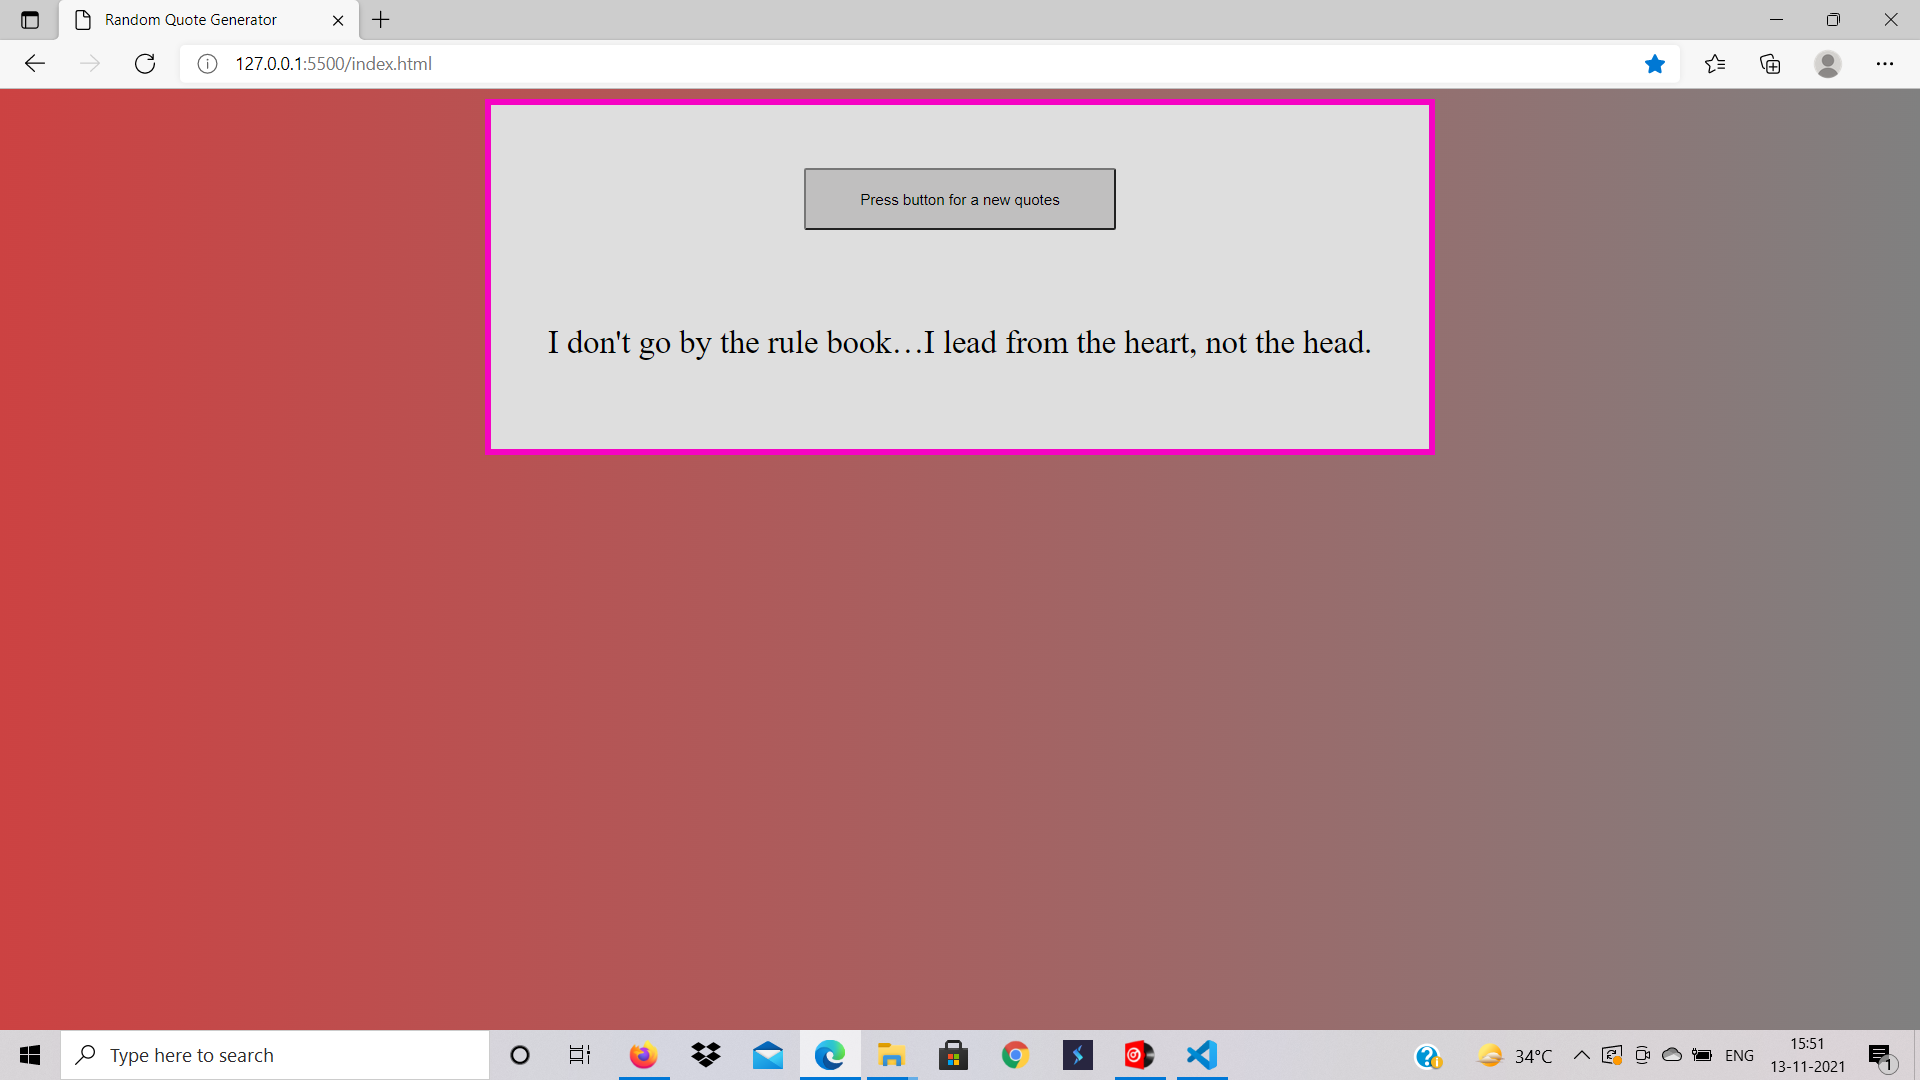 Random Quote Generator
127.0.0.1:5500/index.html
Press button for a new quotes
I don't go by the rule book…I lead from the heart, not the head.
Type here to search
34°C
ENG
15:51
13-11-2021
1